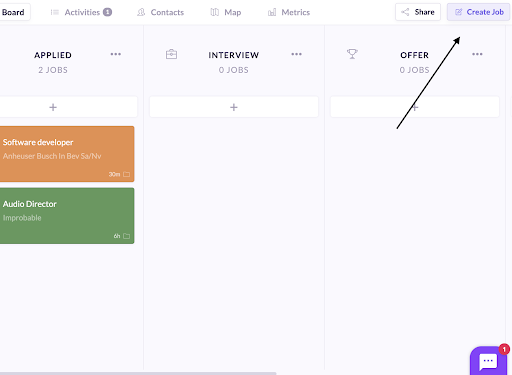 Board
Activities 1
Contacts
Map
Metrics
Share
Create Job
APPLIED
2 JOBS
INTERVIEW
0 JOBS
OFFER
0 JOBS
Software developer
Anheuser Busch In Bev Sa/Nv
30m
Audio Director
Improbable
6h
1